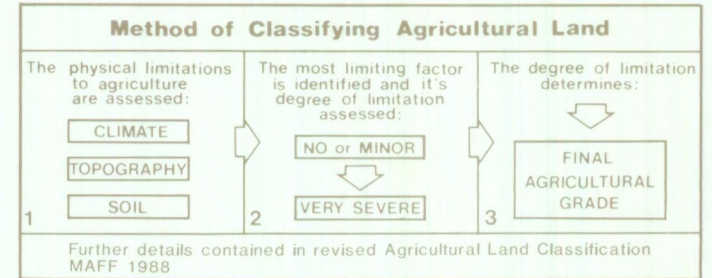 Method of Classifying Agricultural Land
The physical limitations
to agriculture
are assessed:
CLIMATE
TOPOGRAPHY
SOIL
1
The most limiting factor
is identified and it's
degree of limitation
assessed:
NO or MINOR
VERY SEVERE
2
The degree of limitation
determines:
FINAL
AGRICULTURAL
GRADE
3
Further details contained in revised Agricultural Land Classification
MAFF 1988